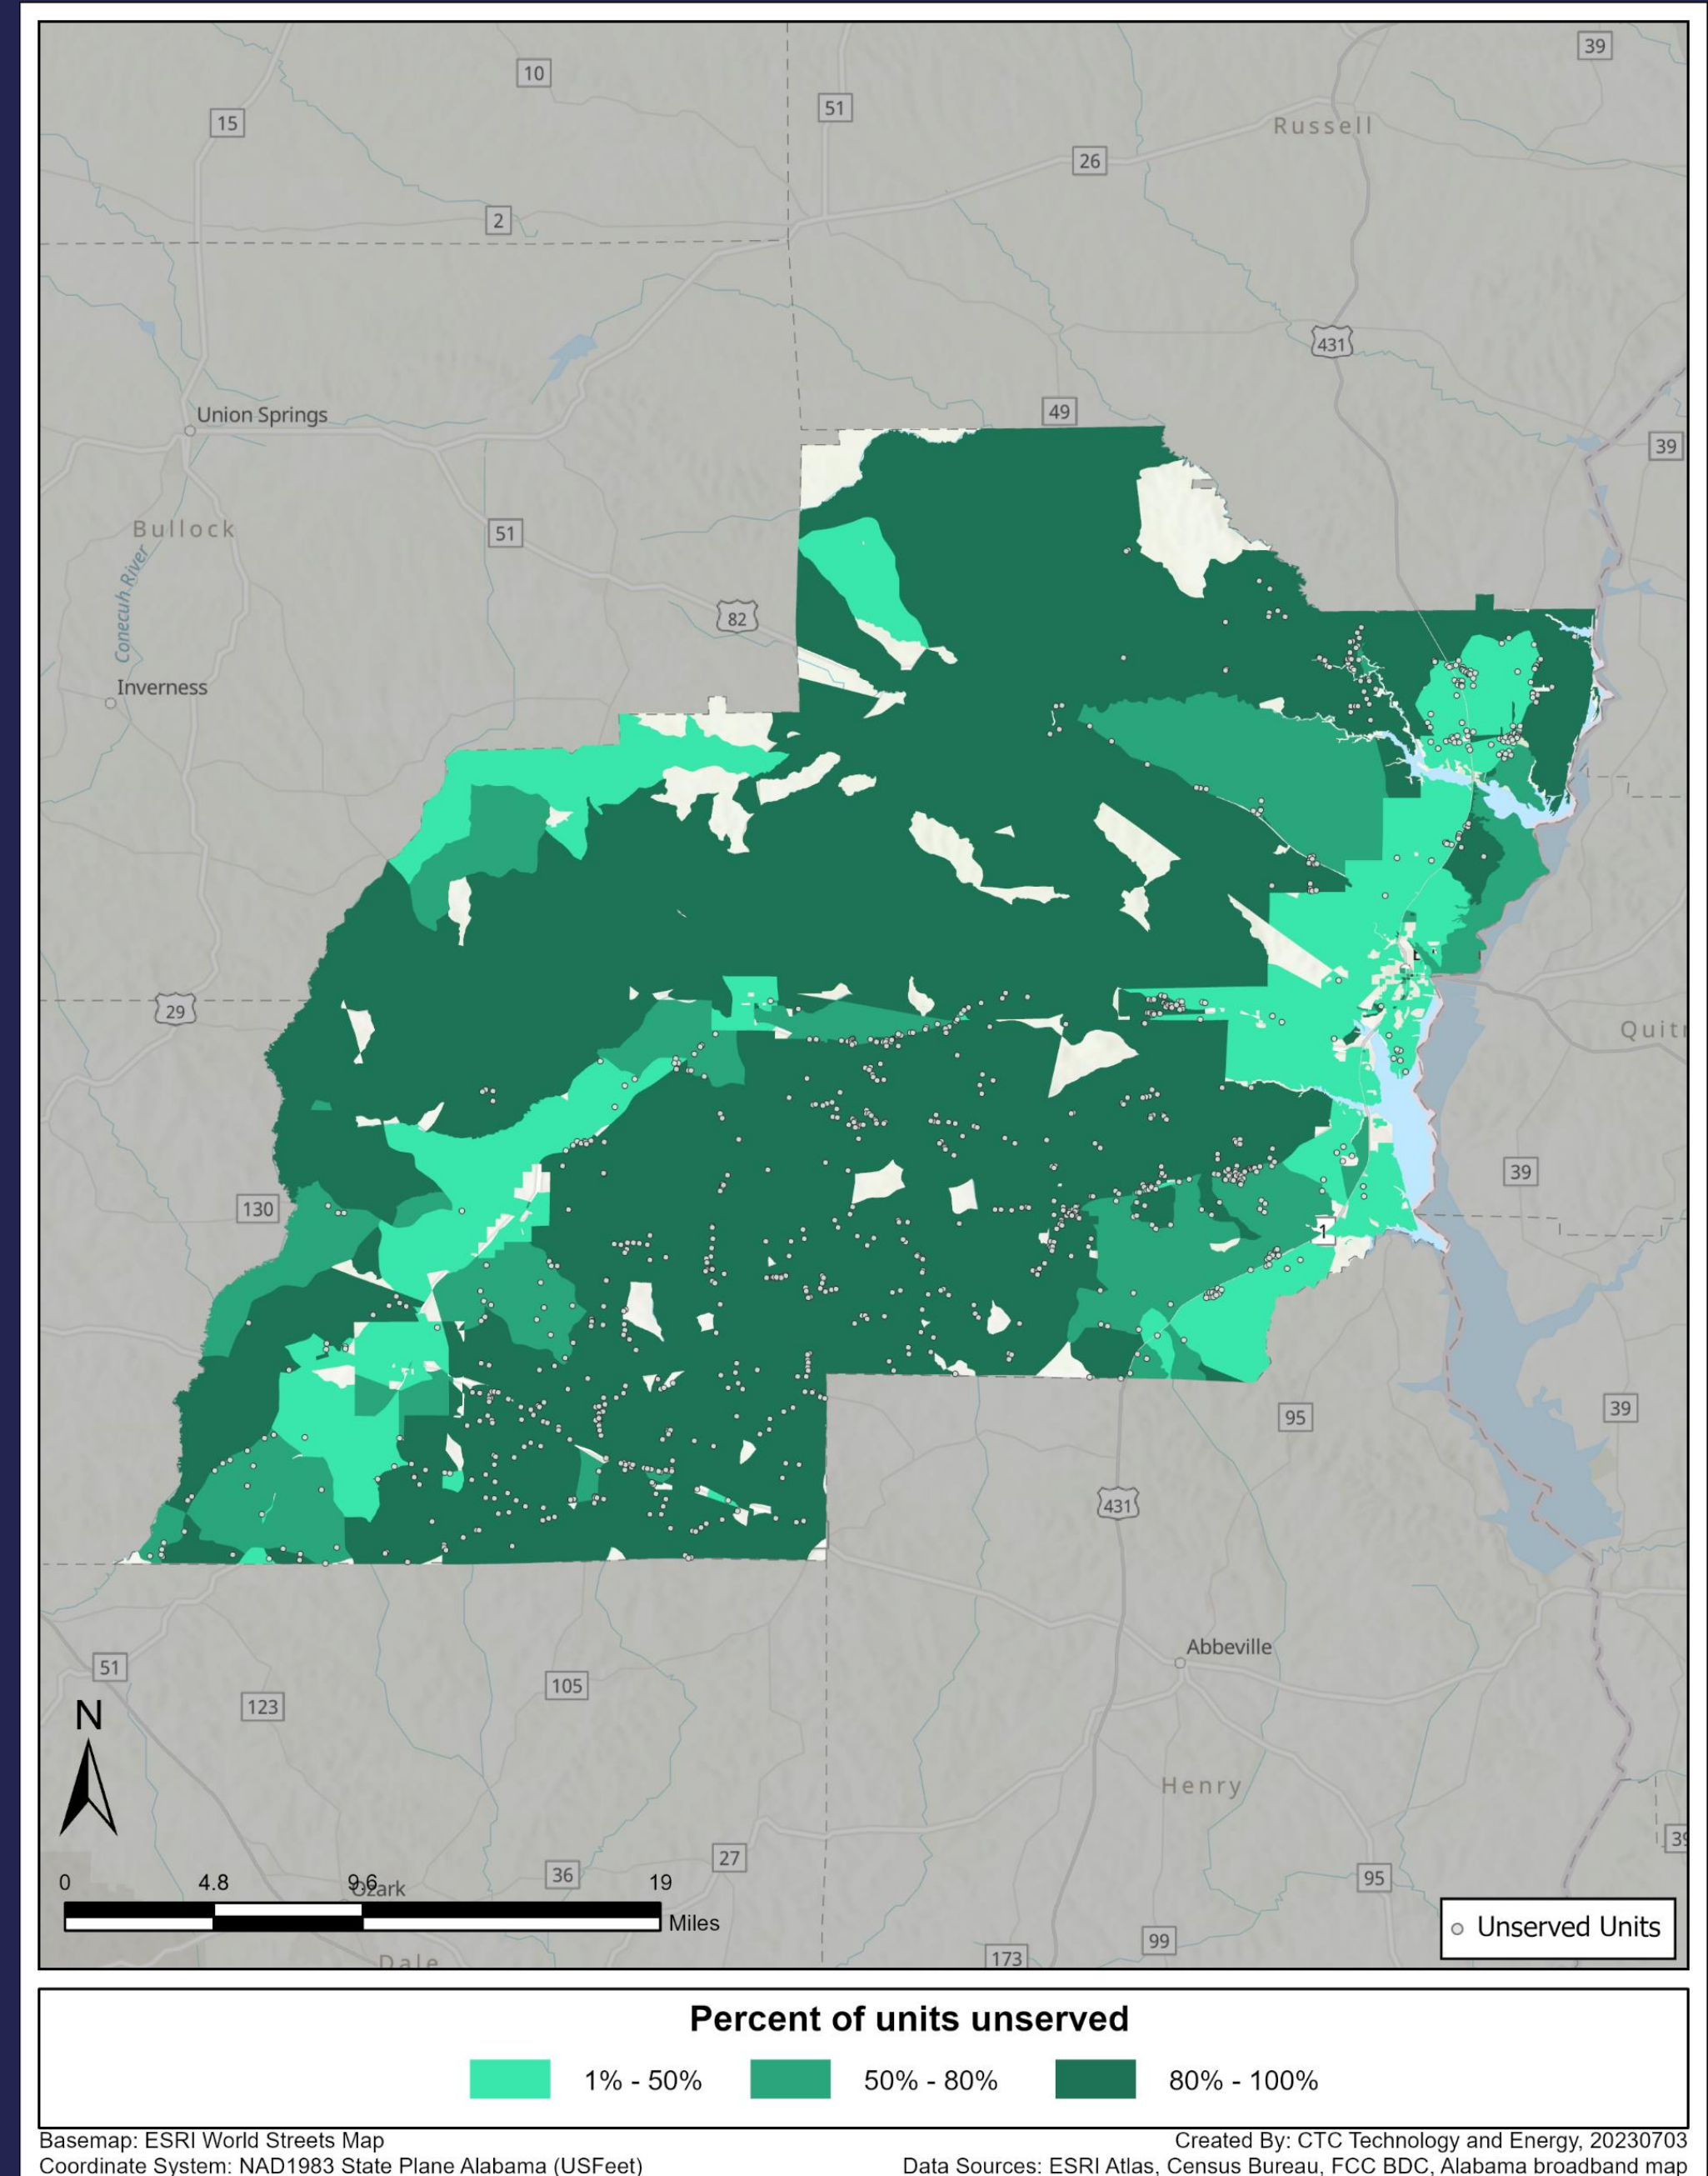 39
10
51
15
Russell
26
2
431
49
Union Springs
39
Bullock
51
Conecuh River
82
Inverness
29
Quit
39
130
1
95
39
431
Abbeville
51
105
123
N
Henry
27
39
0 4.8 9.6 19
36
95
Ozark
Miles
Unserved Units
99
173
Dale
Percent of units unserved
1% - 50% 50% - 80% 80% - 100%
Basemap: ESRI World Streets Map
Created By: CTC Technology and Energy, 20230703
Coordinate System: NAD1983 State Plane Alabama (USFeet)
Data Sources: ESRI Atlas, Census Bureau, FCC BDC, Alabama broadband map